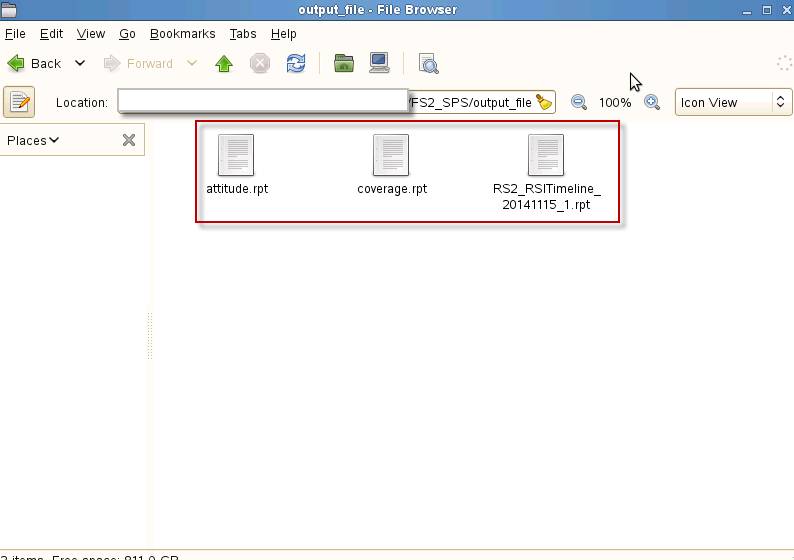 output_file - File Browser
File Edit View Go Bookmarks Tabs Help
Back Forward
Location: /FS2_SPS/output_file 100% Icon View
Places
attitude.rpt coverage.rpt RS2_RSITimeline_
20141115_1.rpt
items, Free space: 811.0 GB